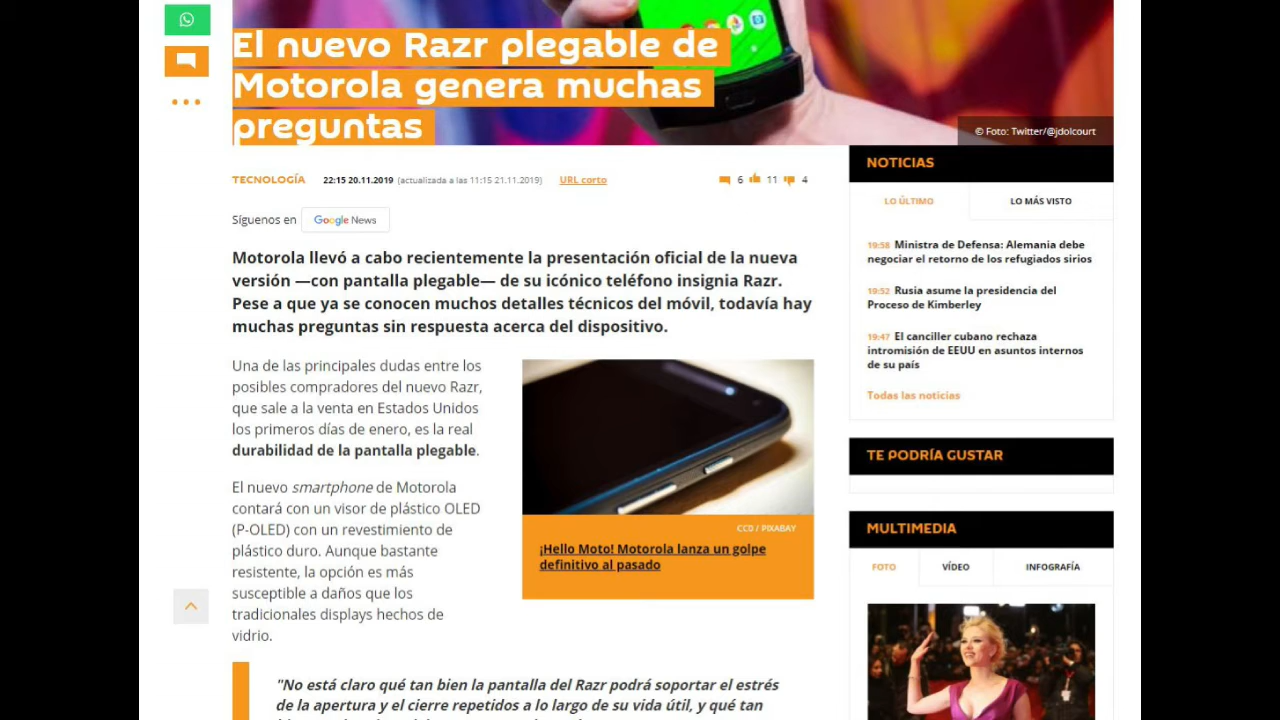 El nuevo Razr plegable de
Motorola genera muchas
preguntas
© Foto: Twitter/@jdolcourt
TECNOLOGÍA
22:15 20.11.2019 (actualizada a las 11:15 21.11.2019)
URL corto
6 11 4
Síguenos en Google News
Motorola llevó a cabo recientemente la presentación oficial de la nueva
versión —con pantalla plegable— de su icónico teléfono insignia Razr.
Pese a que ya se conocen muchos detalles técnicos del móvil, todavía hay
muchas preguntas sin respuesta acerca del dispositivo.
Una de las principales dudas entre los
posibles compradores del nuevo Razr,
que sale a la venta en Estados Unidos
los primeros días de enero, es la real
durabilidad de la pantalla plegable.
El nuevo smartphone de Motorola
contará con un visor de plástico OLED
(P-OLED) con un revestimiento de
plástico duro. Aunque bastante
resistente, la opción es más
susceptible a daños que los
tradicionales displays hechos de
vidrio.
CC0 / PIXABAY
¡Hello Moto! Motorola lanza un golpe
definitivo al pasado
"No está claro qué tan bien la pantalla del Razr podrá soportar el estrés
de la apertura y el cierre repetidos a lo largo de su vida útil, y qué tan
NOTICIAS
LO ÚLTIMO
LO MÁS VISTO
19:58 Ministra de Defensa: Alemania debe
negociar el retorno de los refugiados sirios
19:52 Rusia asume la presidencia del
Proceso de Kimberley
19:47 El canciller cubano rechaza
intromisión de EEUU en asuntos internos
de su país
Todas las noticias
TE PODRÍA GUSTAR
MULTIMEDIA
FOTO
VÍDEO
INFOGRAFÍA